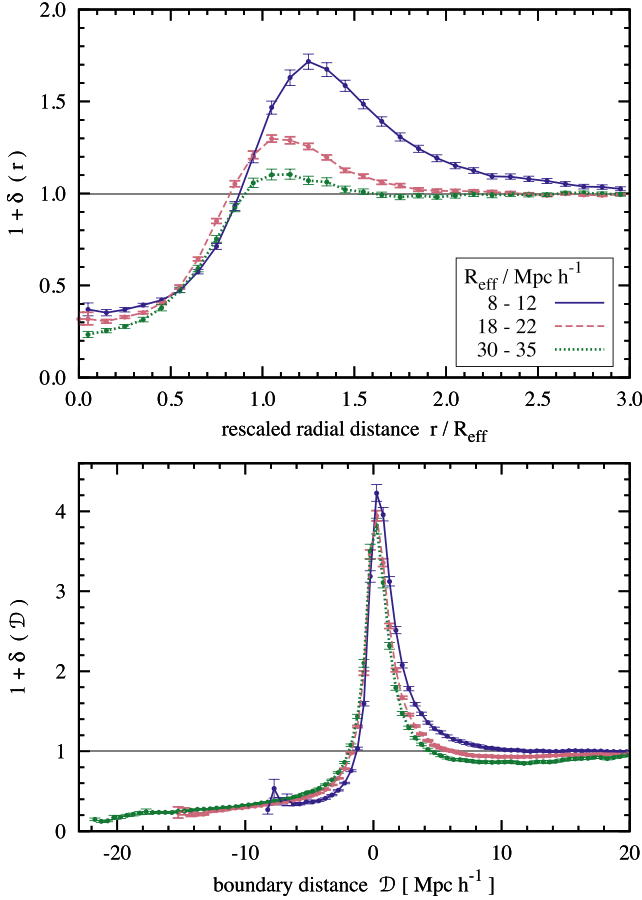 2.0
1.5
1.0
0.5
0.0
1 + δ (r)
0.0 0.5 1.0 1.5 2.0 2.5 3.0
rescaled radial distance r / R_eff
R_eff / Mpc h⁻¹
8 - 12
18 - 22
30 - 35
4
3
2
1
0
1 + δ (𝒟)
-20 -10 0 10 20
boundary distance 𝒟 [ Mpc h⁻¹ ]